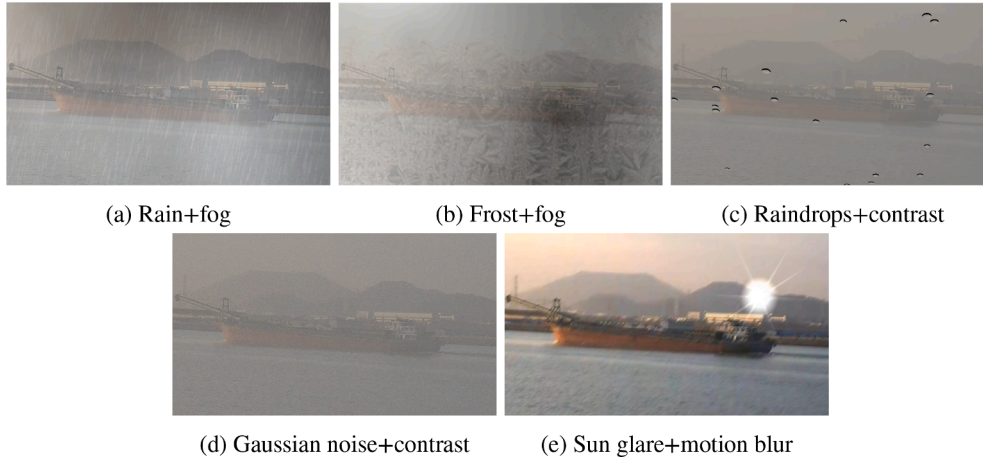 (a) Rain+fog
(b) Frost+fog
(c) Raindrops+contrast
(d) Gaussian noise+contrast
(e) Sun glare+motion blur